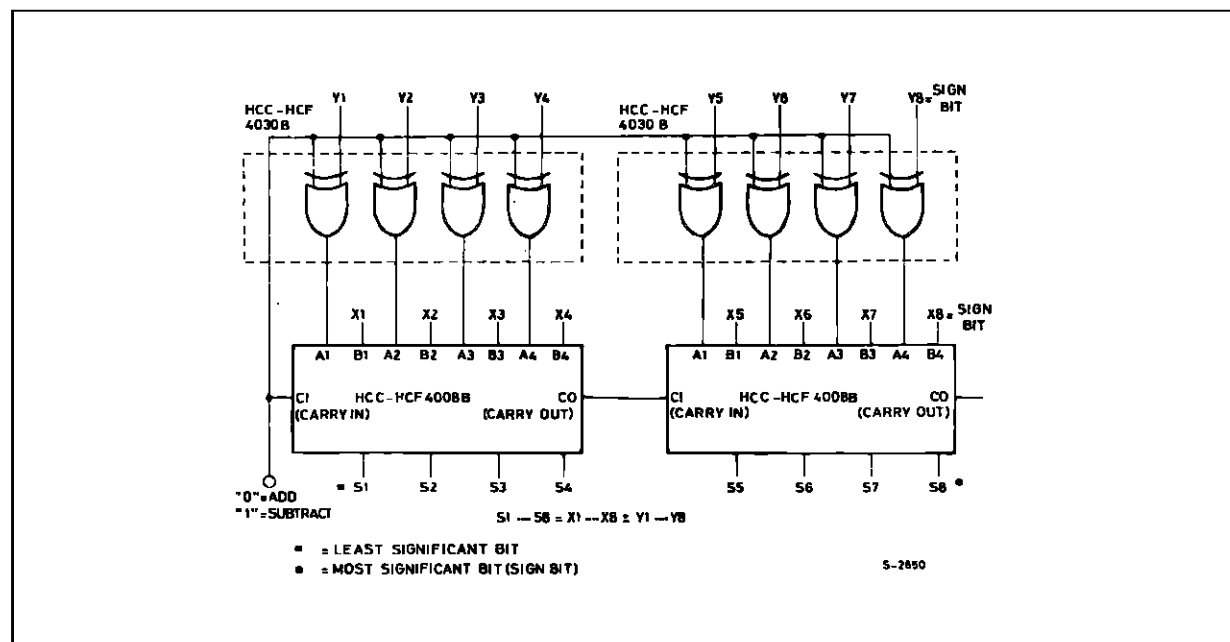 HCC-HCF
4030B
Y1 Y2 Y3 Y4
HCC-HCF
4030B
Y5 Y6 Y7 Y8= SIGN
BIT
X1 X2 X3 X4
X5 X6 X7 X8= SIGN
BIT
A1 B1 A2 B2 A3 B3 A4 B4
A1 B1 A2 B2 A3 B3 A4 B4
CI HCC-HCF 4008B CO
(CARRY IN) (CARRY OUT)
CI HCC-HCF 4008B CO
(CARRY IN) (CARRY OUT)
"0"=ADD
"1"=SUBTRACT
* S1 S2 S3 S4
S5 S6 S7 S8 •
S1 --- S8 = X1 --- X8 ± Y1 --- Y8
* = LEAST SIGNIFICANT BIT
• = MOST SIGNIFICANT BIT (SIGN BIT)
S-2850